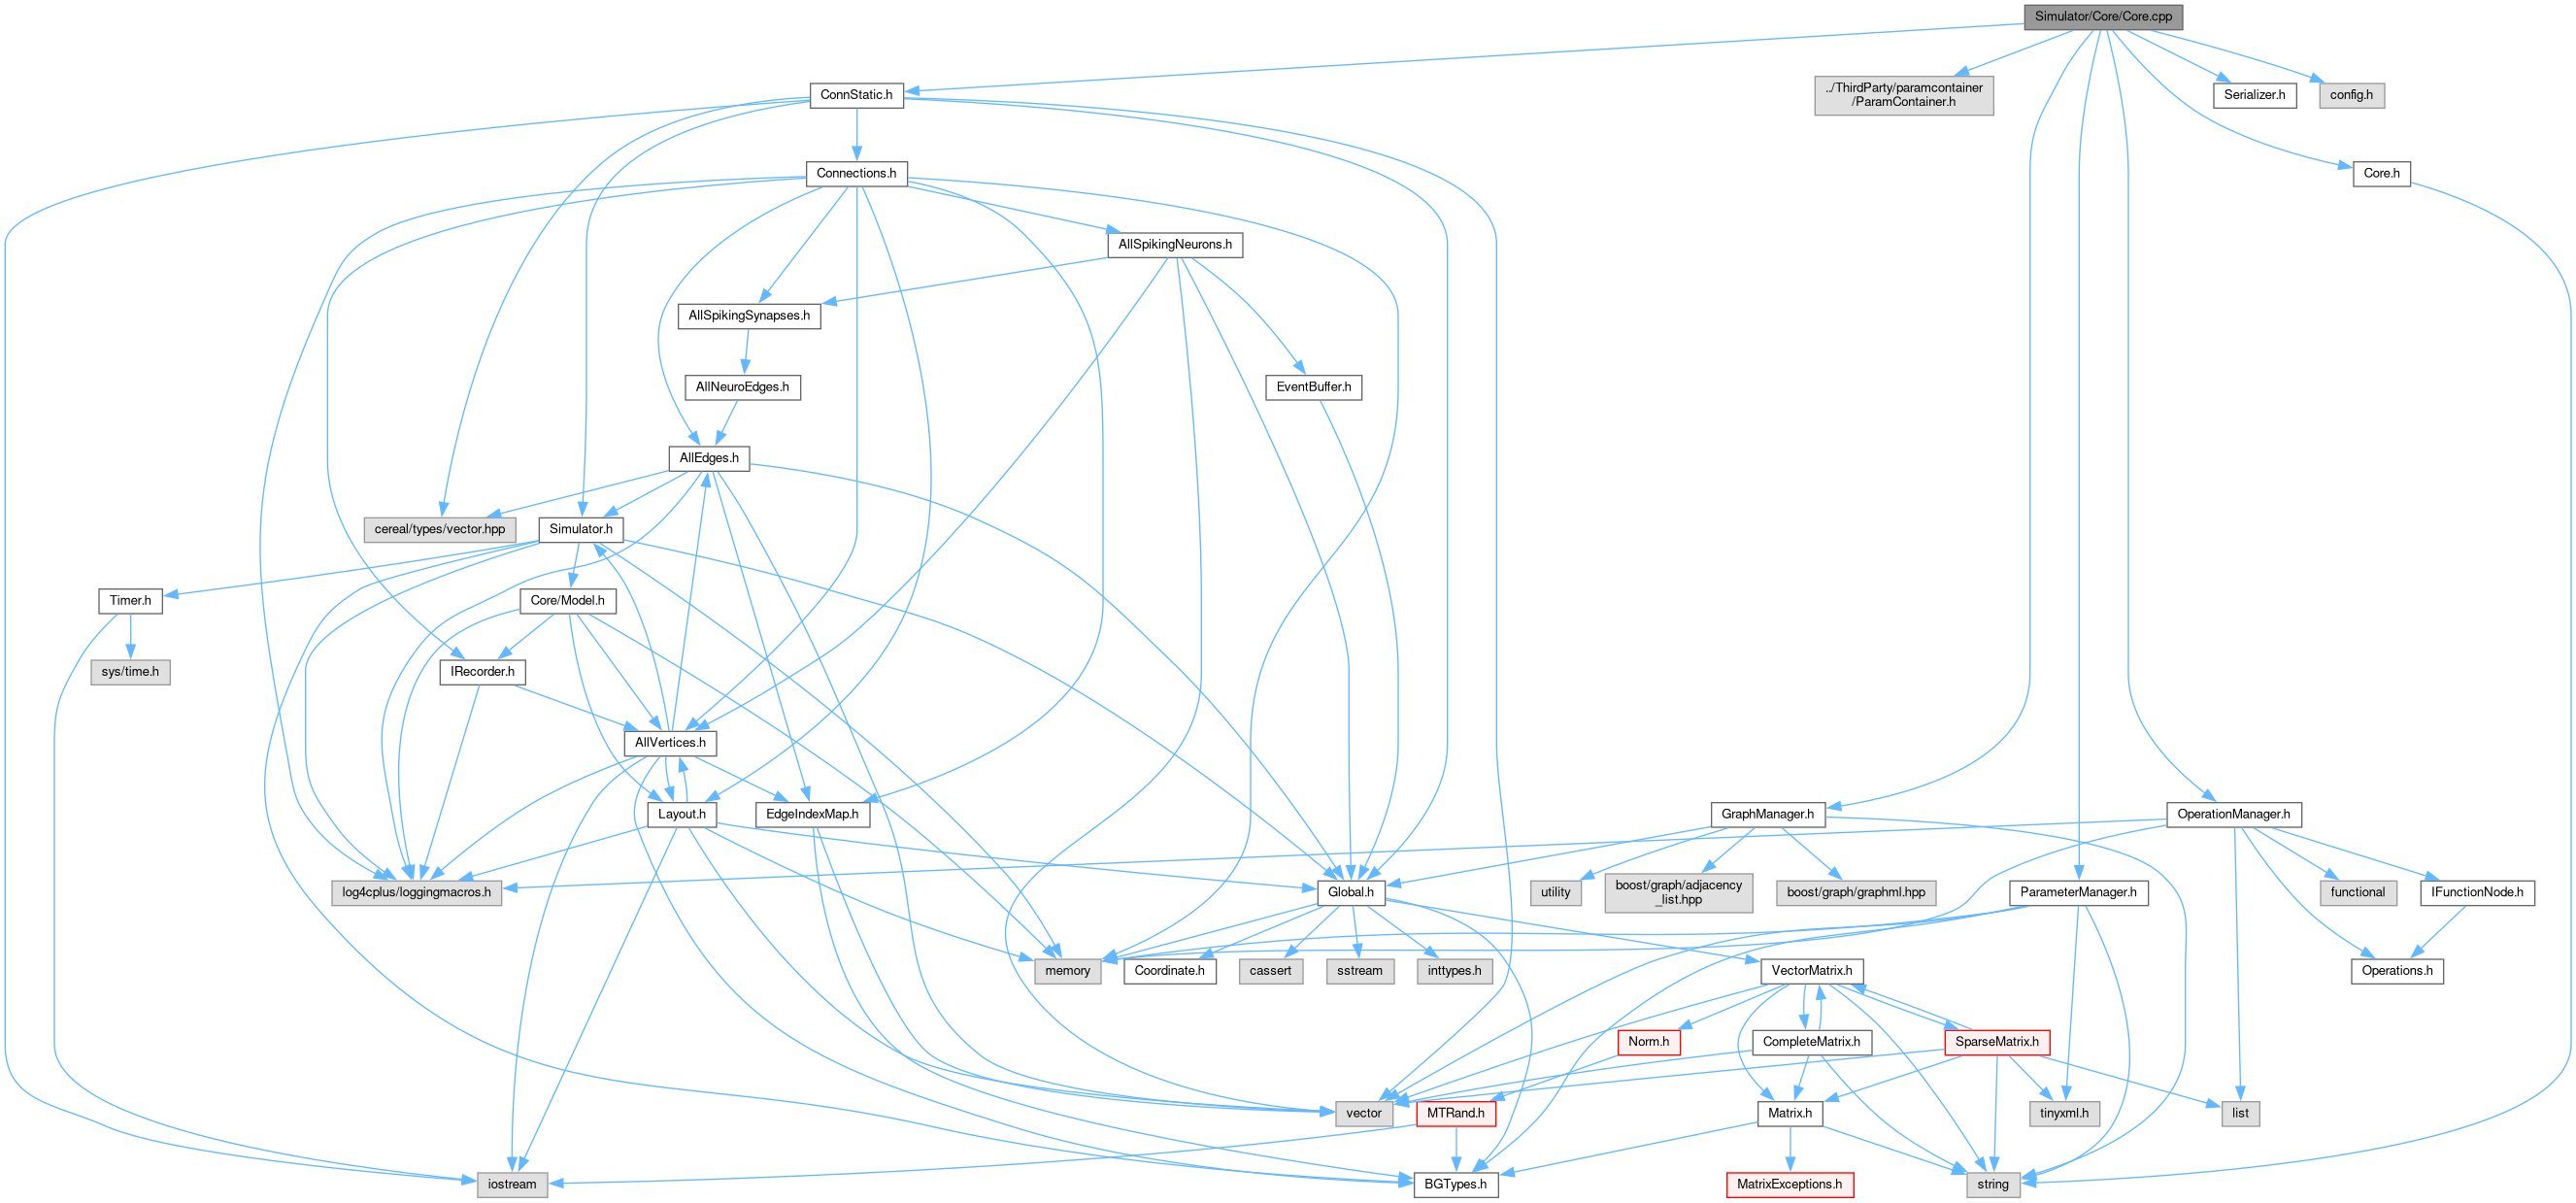 Simulator/Core/Core.cpp
ConnStatic.h
../ThirdParty/paramcontainer
/ParamContainer.h
Serializer.h
config.h
Connections.h
Core.h
AllSpikingNeurons.h
AllSpikingSynapses.h
AllNeuroEdges.h
EventBuffer.h
AllEdges.h
cereal/types/vector.hpp
Simulator.h
Timer.h
Core/Model.h
sys/time.h
IRecorder.h
AllVertices.h
Layout.h
EdgeIndexMap.h
GraphManager.h
OperationManager.h
log4cplus/loggingmacros.h
Global.h
utility
boost/graph/adjacency
_list.hpp
boost/graph/graphml.hpp
ParameterManager.h
functional
IFunctionNode.h
memory
Coordinate.h
cassert
sstream
inttypes.h
VectorMatrix.h
Operations.h
Norm.h
CompleteMatrix.h
SparseMatrix.h
vector
MTRand.h
Matrix.h
tinyxml.h
list
iostream
BGTypes.h
MatrixExceptions.h
string